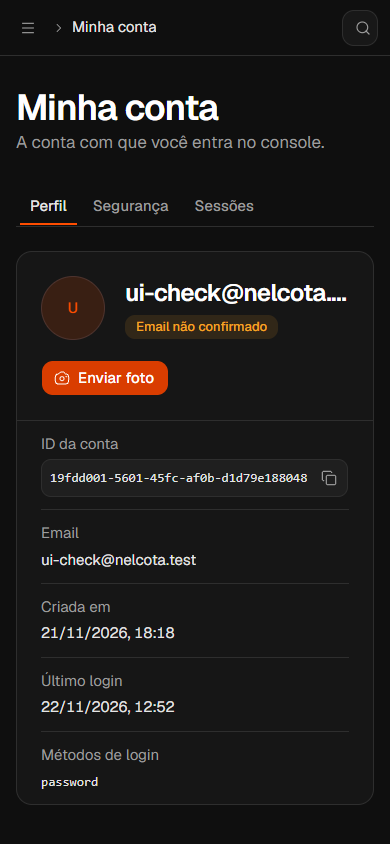 Minha conta
Minha conta
A conta com que você entra no console.
Perfil
Segurança
Sessões
U
ui-check@nelcota....
Email não confirmado
Enviar foto
ID da conta
19fdd001-5601-45fc-af0b-d1d79e188048
Email
ui-check@nelcota.test
Criada em
21/11/2026, 18:18
Último login
22/11/2026, 12:52
Métodos de login
password